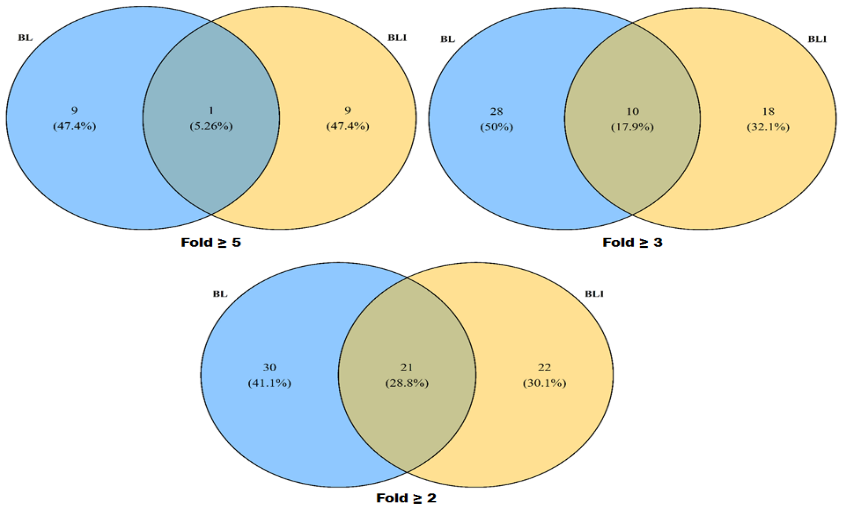 BL
BLI
9
(47.4%)
1
(5.26%)
9
(47.4%)
Fold ≥ 5
BL
BLI
28
(50%)
10
(17.9%)
18
(32.1%)
Fold ≥ 3
BL
BLI
30
(41.1%)
21
(28.8%)
22
(30.1%)
Fold ≥ 2